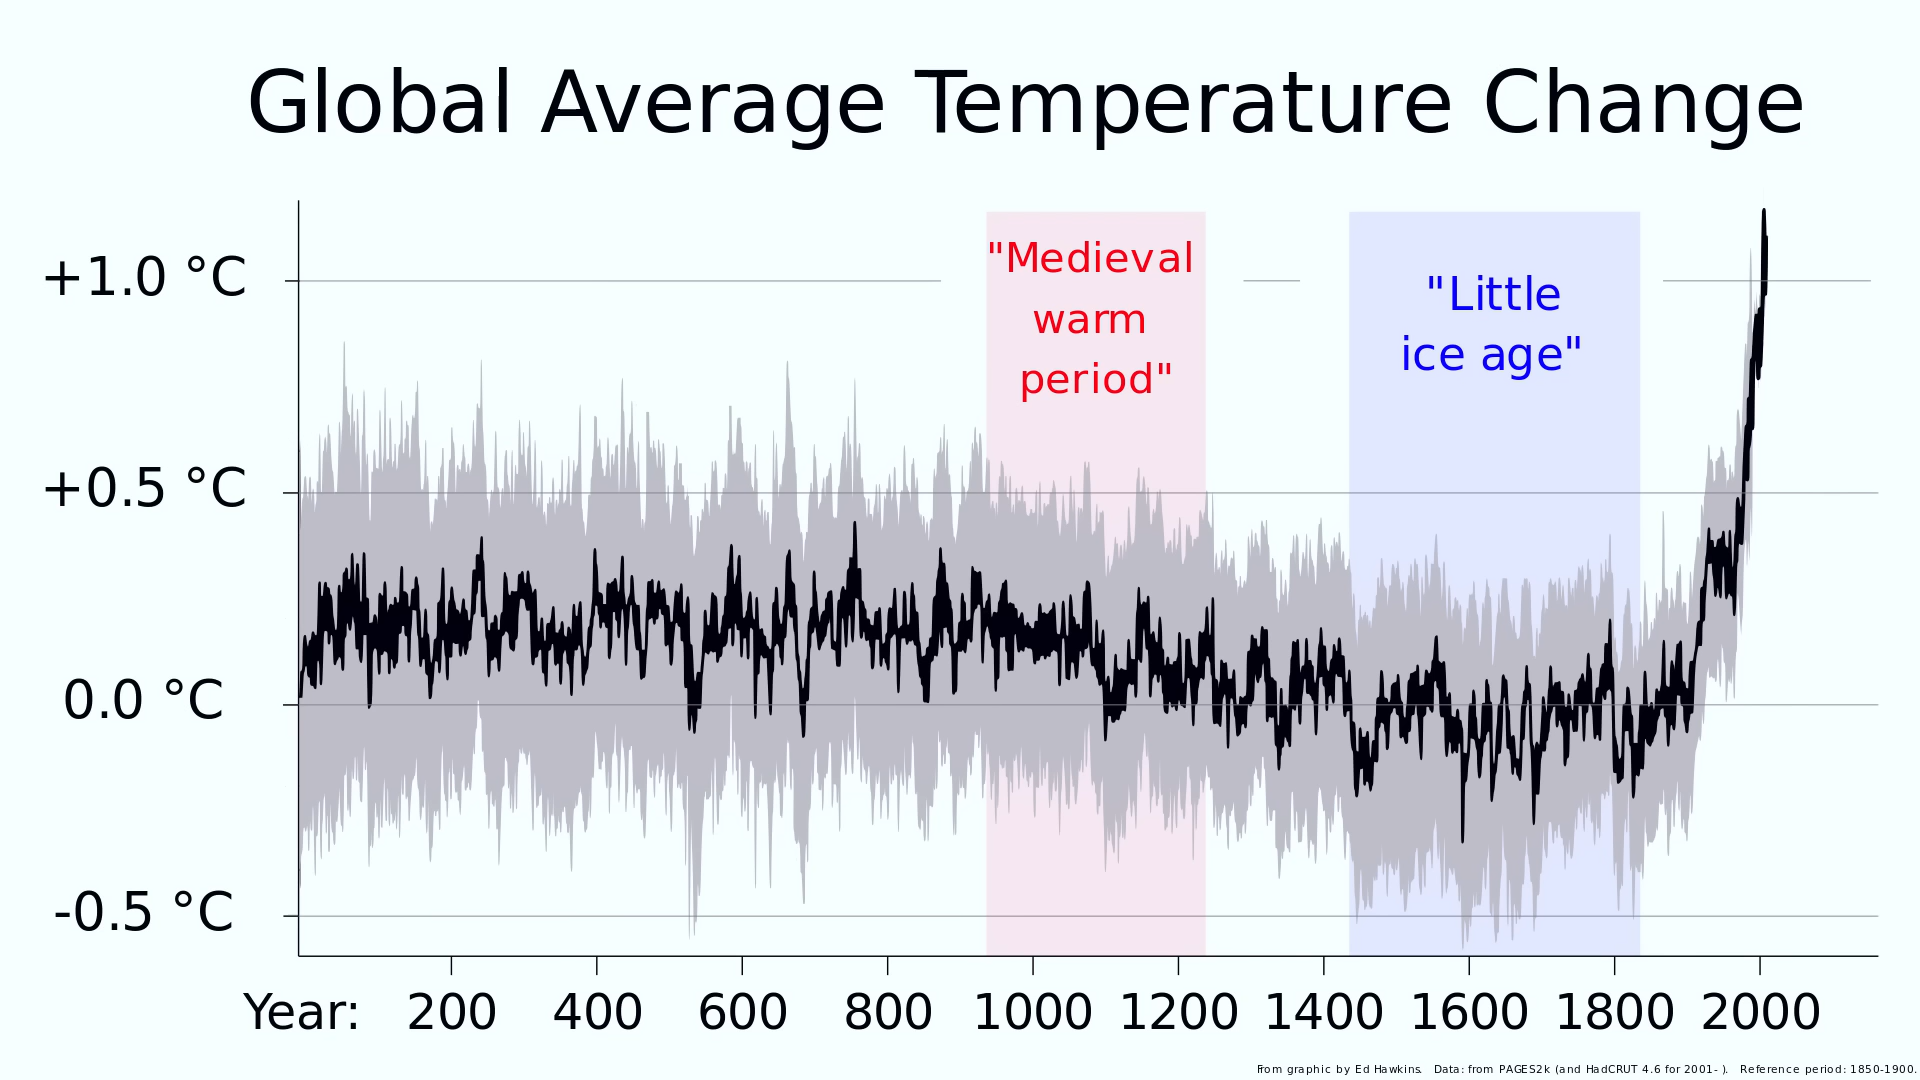 Global Average Temperature Change
+1.0 °C
+0.5 °C
0.0 °C
-0.5 °C
"Medieval
warm
period"
"Little
ice age"
Year: 200 400 600 800 1000 1200 1400 1600 1800 2000
From graphic by Ed Hawkins. Data: from PAGES2k (and HadCRUT 4.6 for 2001- ). Reference period: 1850-1900.